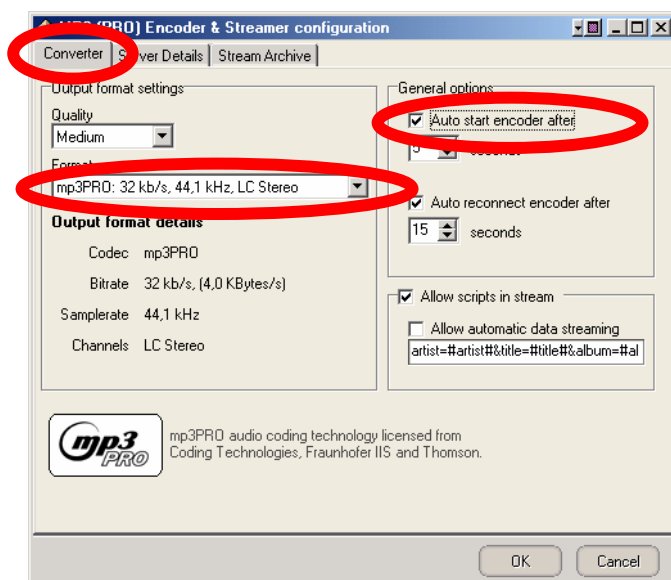 MP3 (PRO) Encoder & Streamer configuration
Converter
Server Details
Stream Archive
Output format settings
Quality
Medium
Format
mp3PRO: 32 kb/s, 44,1 kHz, LC Stereo
Output format details
Codec mp3PRO
Bitrate 32 kb/s, (4,0 KBytes/s)
Samplerate 44,1 kHz
Channels LC Stereo
General options
Auto start encoder after
5 seconds
Auto reconnect encoder after
15 seconds
Allow scripts in stream
Allow automatic data streaming
artist=#artist#&title=#title#&album=#al
mp3
PRO
mp3PRO audio coding technology licensed from
Coding Technologies, Fraunhofer IIS and Thomson.
OK
Cancel